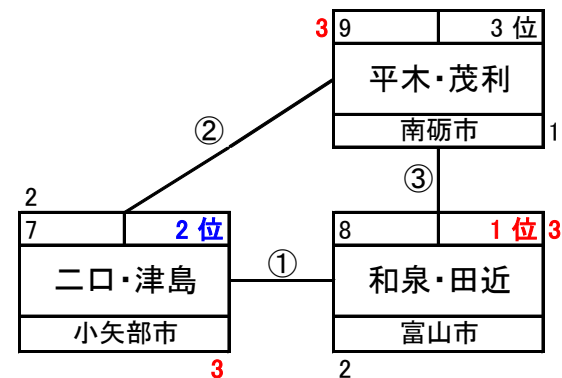 3 9 3 位
平木・茂利
南砺市 1
②
③
2
7 2 位
二口・津島
小矢部市
3
①
8 1 位 3
和泉・田近
富山市
2